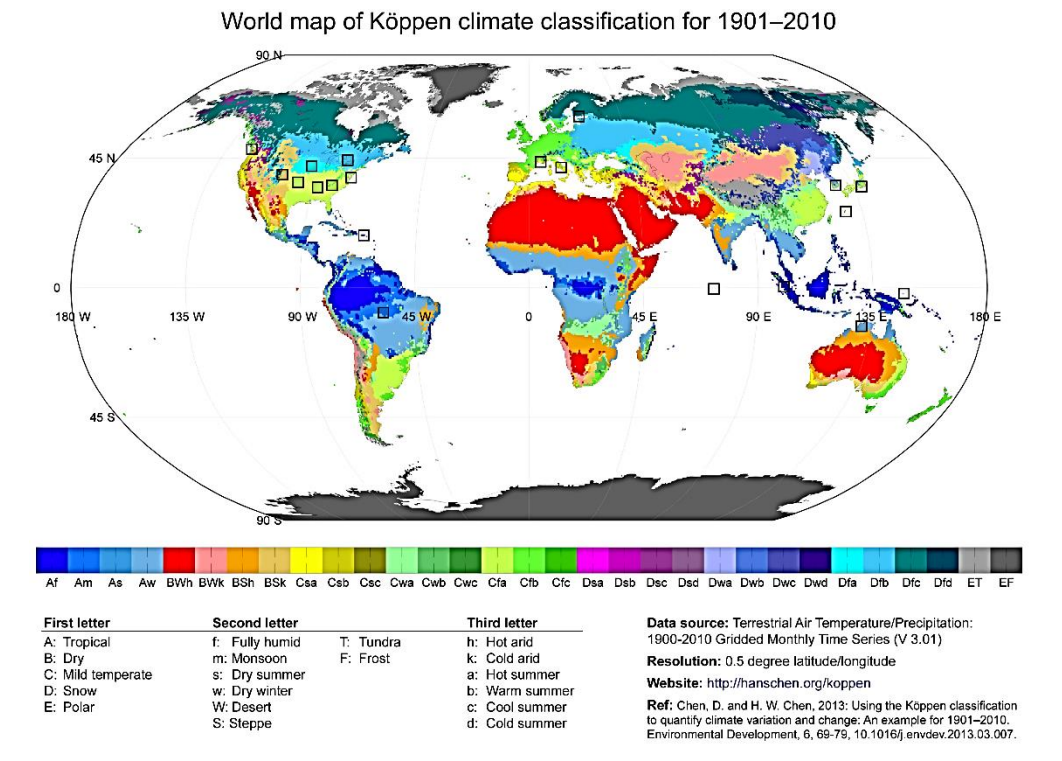 World map of Köppen climate classification for 1901–2010
90 N
45 N
0
180 W 135 W 90 W 45 W 0 45 E 90 E 135 E 180 E
45 S
90 S
Af Am As Aw BWh BWk BSh BSk Csa Csb Csc Cwa Cwb Cwc Cfa Cfb Cfc Dsa Dsb Dsc Dsd Dwa Dwb Dwc Dwd Dfa Dfb Dfc Dfd ET EF
First letter
A: Tropical
B: Dry
C: Mild temperate
D: Snow
E: Polar
Second letter
f: Fully humid
m: Monsoon
s: Dry summer
w: Dry winter
W: Desert
S: Steppe
T: Tundra
F: Frost
Third letter
h: Hot arid
k: Cold arid
a: Hot summer
b: Warm summer
c: Cool summer
d: Cold summer
Data source: Terrestrial Air Temperature/Precipitation:
1900-2010 Gridded Monthly Time Series (V 3.01)
Resolution: 0.5 degree latitude/longitude
Website: http://hanschen.org/koppen
Ref: Chen, D. and H. W. Chen, 2013: Using the Köppen classification
to quantify climate variation and change: An example for 1901–2010.
Environmental Development, 6, 69-79, 10.1016/j.envdev.2013.03.007.